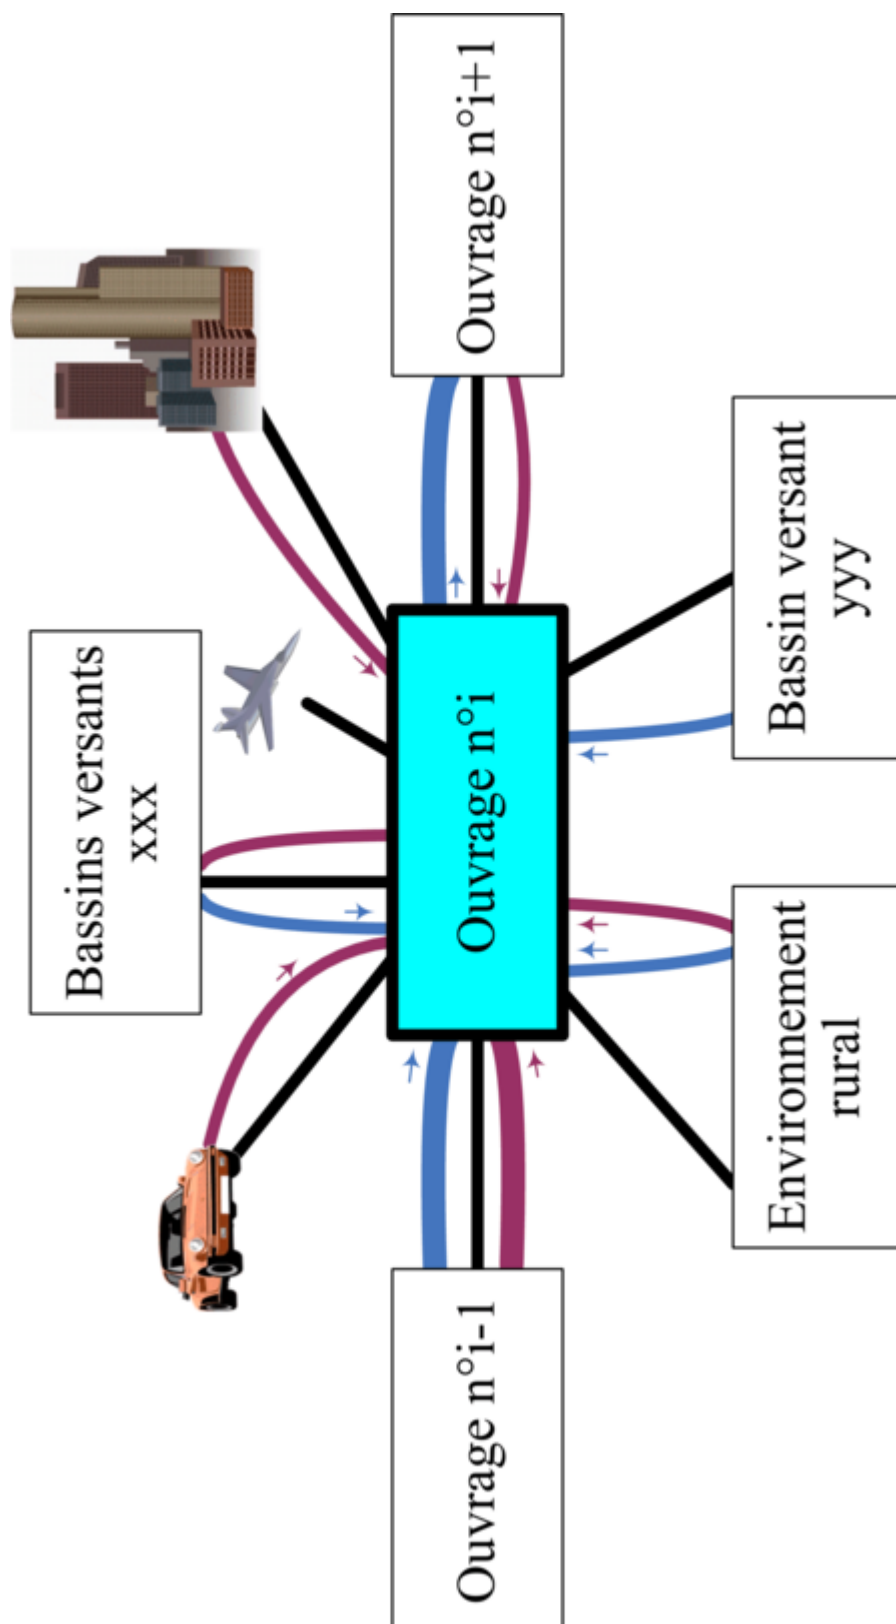 Bassins versants
xxx
Ouvrage n°i-1
Ouvrage n°i
Ouvrage n°i+1
Environnement
rural
Bassin versant
yyy